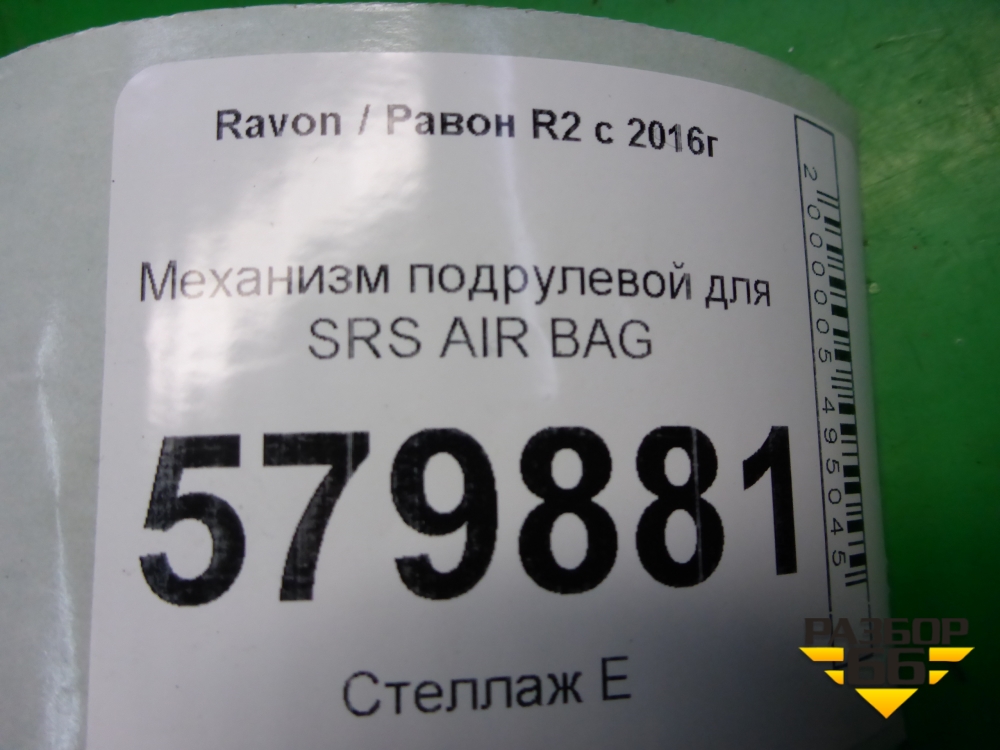 Ravon / Равон R2 с 2016г
Механизм подрулевой для
SRS AIR BAG
579881
Стеллаж Е
2000005495045
РАЗБОР
66